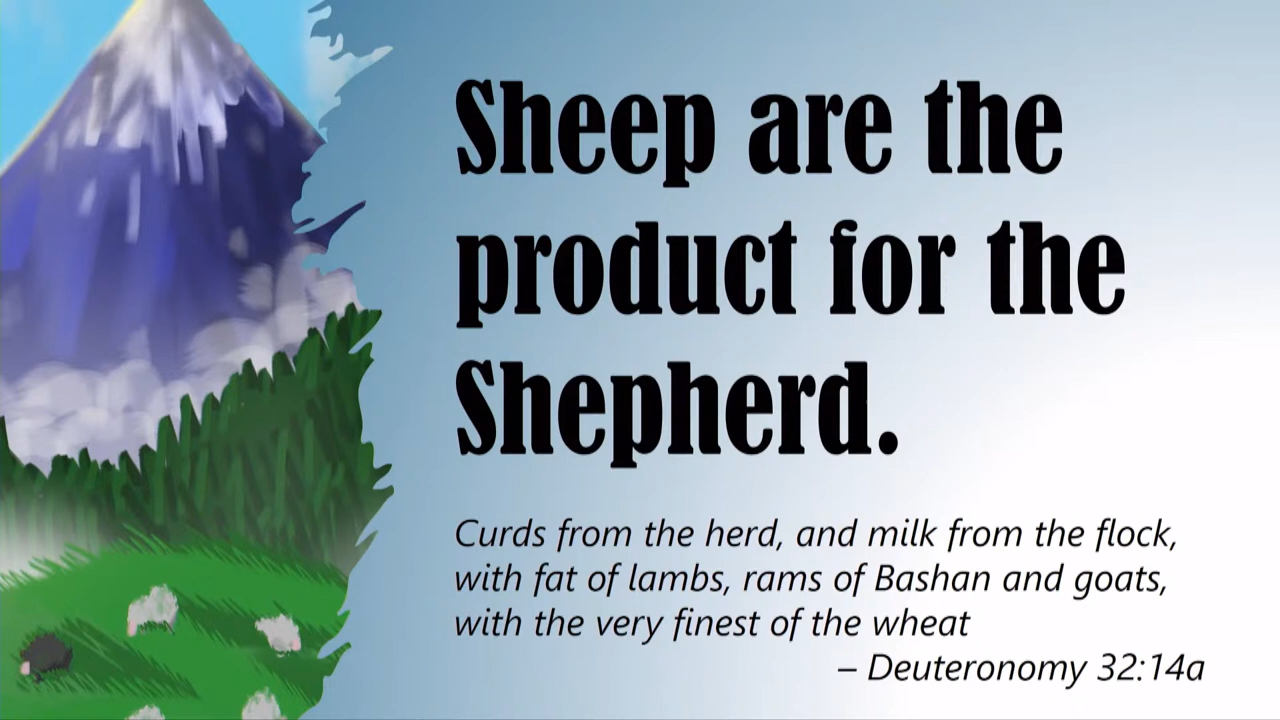 Sheep are the
product for the
Shepherd.
Curds from the herd, and milk from the flock,
with fat of lambs, rams of Bashan and goats,
with the very finest of the wheat
– Deuteronomy 32:14a